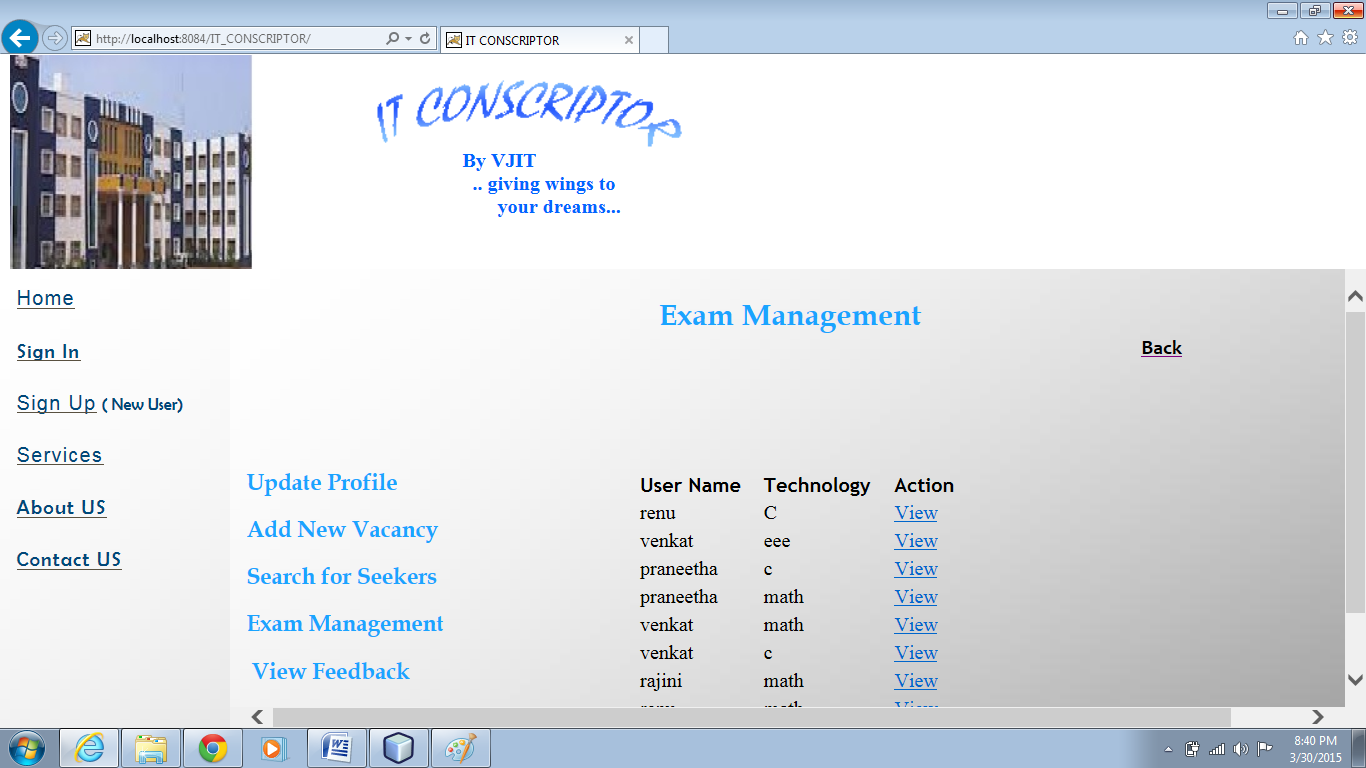 http://localhost:8084/IT_CONSCRIPTOR/
IT CONSCRIPTOR
IT CONSCRIPTOR
By VJIT
.. giving wings to
your dreams...
Home
Sign In
Sign Up ( New User)
Services
About US
Contact US
Exam Management
Back
Update Profile
Add New Vacancy
Search for Seekers
Exam Management
View Feedback
User Name Technology Action
renu C View
venkat eee View
praneetha c View
praneetha math View
venkat math View
venkat c View
rajini math View
8:40 PM
3/30/2015